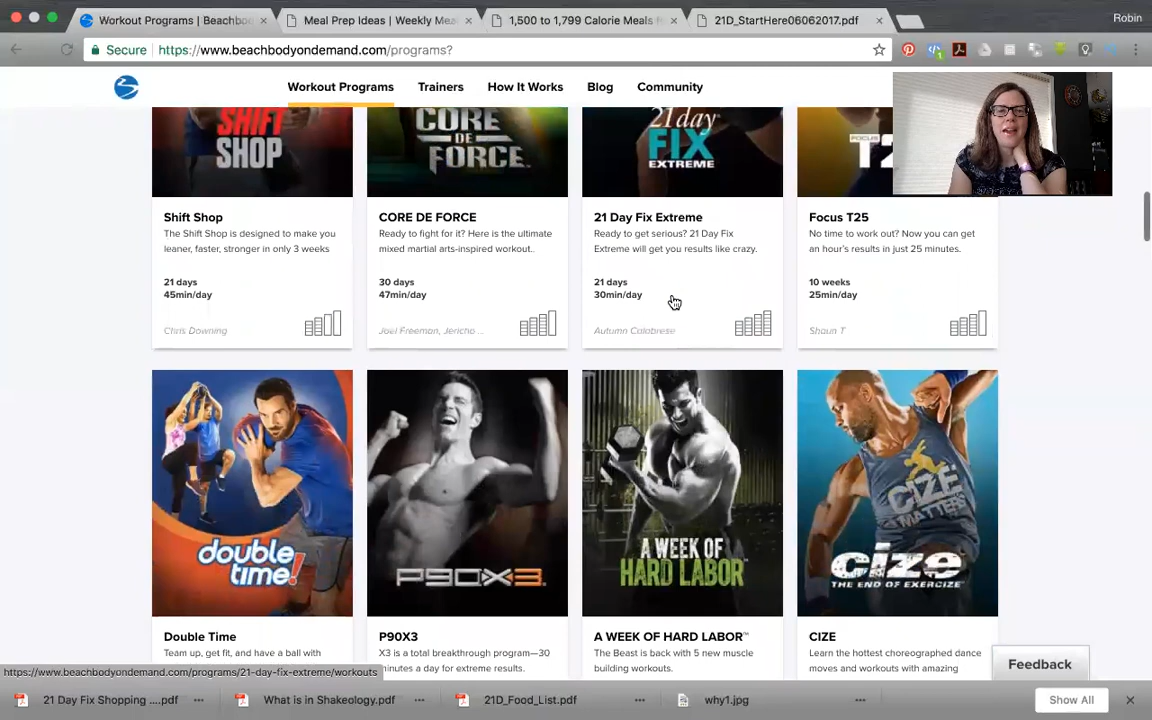 Workout Programs | Beachbo
Meal Prep Ideas | Weekly Mea
1,500 to 1,799 Calorie Meals
21D_StartHere06062017.pdf
Robin
Secure
https://www.beachbodyondemand.com/programs?
Workout Programs
Trainers
How It Works
Blog
Community
SHIFT
SHOP
CORE
DE
FORCE
21day
FIX
EXTREME
FOCUS
T2
Shift Shop
The Shift Shop is designed to make you
leaner, faster, stronger in only 3 weeks
21 days
45min/day
Chris Downing
CORE DE FORCE
Ready to fight for it? Here is the ultimate
mixed martial arts-inspired workout..
30 days
47min/day
Joel Freeman, Jericho ...
21 Day Fix Extreme
Ready to get serious? 21 Day Fix
Extreme will get you results like crazy.
21 days
30min/day
Autumn Calabrese
Focus T25
No time to work out? Now you can get
an hour's results in just 25 minutes.
10 weeks
25min/day
Shaun T
double
time!
P90X3
A WEEK OF
HARD LABOR™
CIZE
MATTERS
cize
THE END OF EXERCIZE™
Double Time
Team up, get fit, and have a ball with
P90X3
X3 is a total breakthrough program—30
minutes a day for extreme results.
A WEEK OF HARD LABOR™
The Beast is back with 5 new muscle
building workouts.
CIZE
Learn the hottest choreographed dance
moves and workouts with amazing
Feedback
https://www.beachbodyondemand.com/programs/21-day-fix-extreme/workouts
21 Day Fix Shopping ....pdf
What is in Shakeology.pdf
21D_Food_List.pdf
why1.jpg
Show All